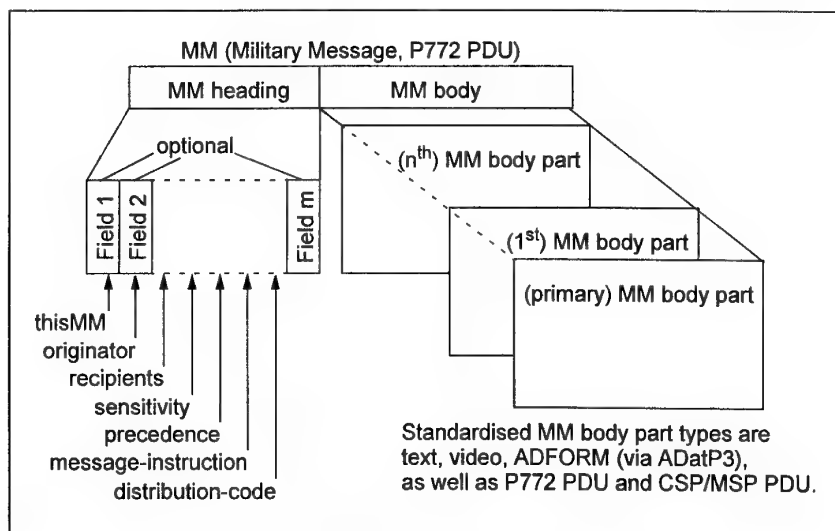 MM (Military Message, P772 PDU)
MM heading
MM body
optional
Field 1
Field 2
Field m
(nth) MM body part
(1st) MM body part
(primary) MM body part
thisMM
originator
recipients
sensitivity
precedence
message-instruction
distribution-code
Standardised MM body part types are
text, video, ADFORM (via ADatP3),
as well as P772 PDU and CSP/MSP PDU.